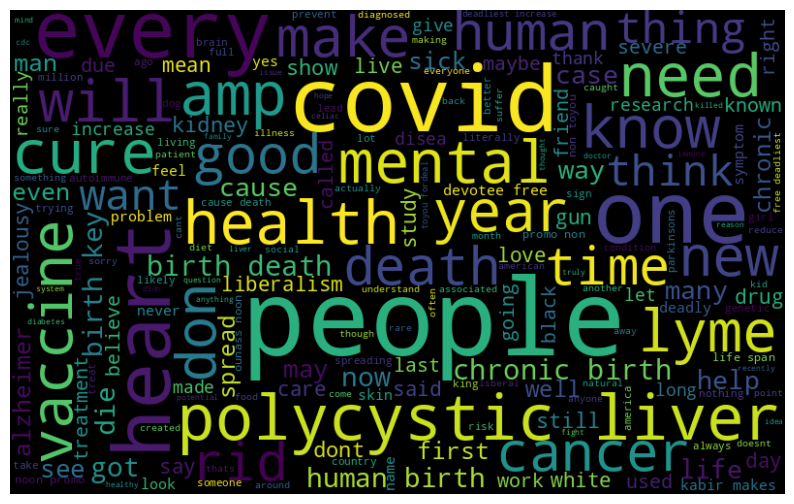 mind
prevent
diagnosed
deadliest increase
give
every
make
human
thing
cdc
brain
full
making
severe
right
man
due
ago
yes
sick
maybe
thank
million
mean
show
live
everyone
case
need
really
will
amp
covid
back
better
caught
killed
issue
dog
hope
lead
celiac
suffer
research
known
sure
increase
kidney
illness
friend
know
cure
living
patient
family
lot
disea
literally
non toyou
doctor
immune
good
mental
thought
symptom
chronic
something
autoimmune
feel
called
actually
way
think
even
want
cause
study
devotee free
sign
one
free deadliest
trying
problem
cause death
toyou fordeal
gun
girl
cant
health
year
promo non
reduce
jealousy
vaccine
heart
don
diet
liver
social
month
condition
parkinsons
reason
likely
birth death
death
love
american
truly
time
new
system
sorry
question
liberalism
understand
associated
another
let
many
drug
kid
true
birth key
never
anything
often
going
black
deadly
genetic
diabetes
treat
ounass noon
though
rare
people
lyme
away
life span
believe
spread
made
may
last
chronic birth
spreading
king
liberal
natural
recently
alzheimer
treatment
die
created
potential
food
now
care
said
well
come
anyone
help
nothing
point
skin
still
long
america
idea
polycystic liver
rid
risk
fight
always
doesnt
see
got
dont
first
cancer
take
say
thats
country
name
life
day
noon promo
look
someone
human birth
work
white
used
kabir makes
healthy
around